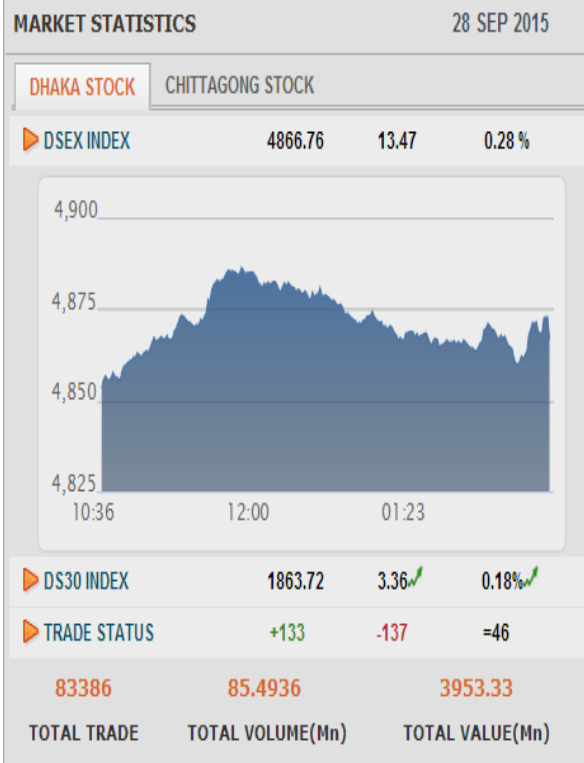 MARKET STATISTICS 28 SEP 2015
DHAKA STOCK CHITTAGONG STOCK
DSEX INDEX 4866.76 13.47 0.28 %
4,900
4,875
4,850
4,825
10:36 12:00 01:23
DS30 INDEX 1863.72 3.36 0.18%
TRADE STATUS +133 -137 =46
83386 85.4936 3953.33
TOTAL TRADE TOTAL VOLUME(Mn) TOTAL VALUE(Mn)